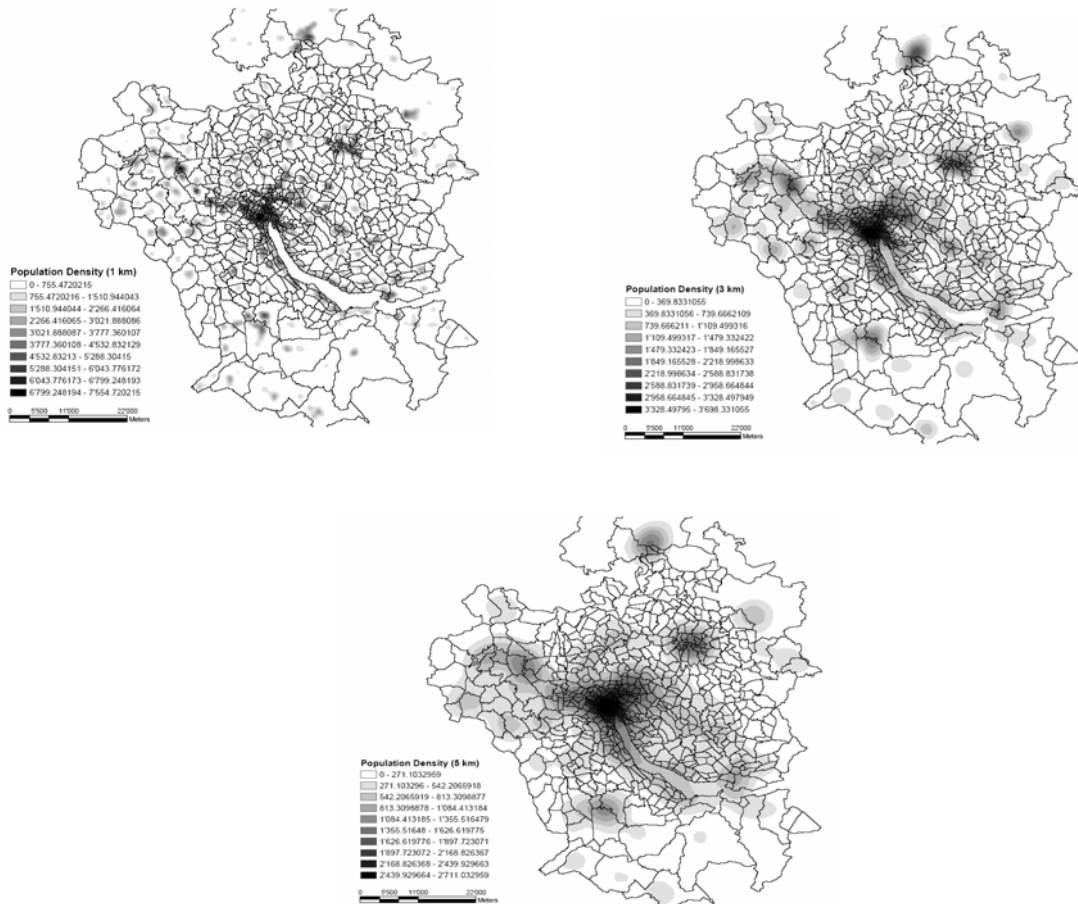 Population Density (1 km)
0 - 755.4720215
755.4720216 - 1'510.944043
1'510.944044 - 2'266.416064
2'266.416065 - 3'021.888086
3'021.888087 - 3'777.360107
3'777.360108 - 4'532.832129
4'532.83213 - 5'288.30415
5'288.304151 - 6'043.776172
6'043.776173 - 6'799.248193
6'799.248194 - 7'554.720215
0 5'500 11'000 22'000
Meters
Population Density (3 km)
0 - 369.8331055
369.8331056 - 739.6662109
739.666211 - 1'109.499316
1'109.499317 - 1'479.332422
1'479.332423 - 1'849.165527
1'849.165528 - 2'218.998633
2'218.998634 - 2'588.831738
2'588.831739 - 2'958.664844
2'958.664845 - 3'328.497949
3'328.49795 - 3'698.331055
0 5'500 11'000 22'000
Meters
Population Density (5 km)
0 - 271.1032959
271.103296 - 542.2065918
542.2065919 - 813.3098877
813.3098878 - 1'084.413184
1'084.413185 - 1'355.516479
1'355.51648 - 1'626.619775
1'626.619776 - 1'897.723071
1'897.723072 - 2'168.826367
2'168.826368 - 2'439.929663
2'439.929664 - 2'711.032959
0 5'500 11'000 22'000
Meters